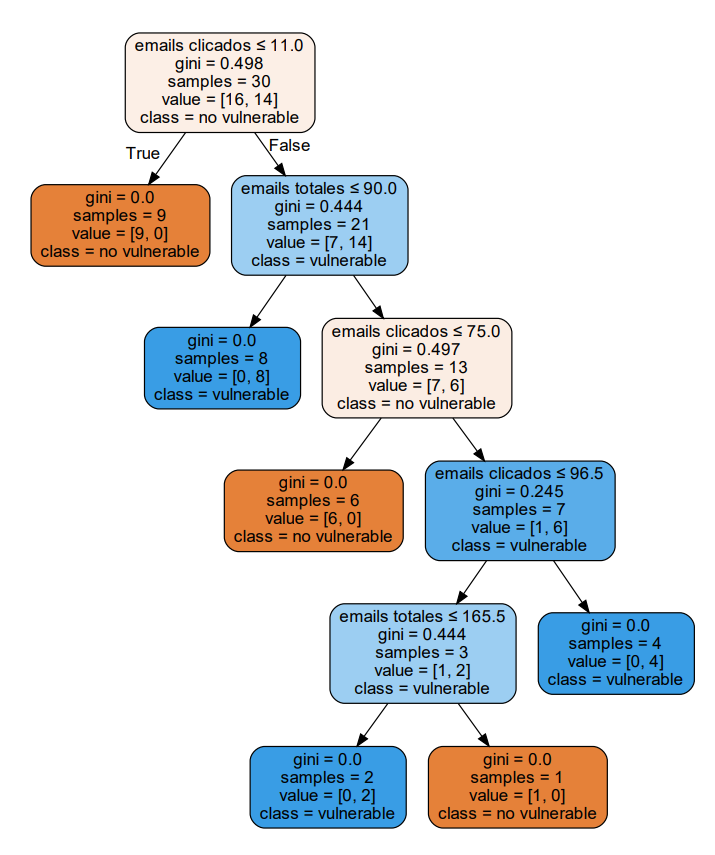 emails clicados ≤ 11.0
gini = 0.498
samples = 30
value = [16, 14]
class = no vulnerable
True
False
gini = 0.0
samples = 9
value = [9, 0]
class = no vulnerable
emails totales ≤ 90.0
gini = 0.444
samples = 21
value = [7, 14]
class = vulnerable
gini = 0.0
samples = 8
value = [0, 8]
class = vulnerable
emails clicados ≤ 75.0
gini = 0.497
samples = 13
value = [7, 6]
class = no vulnerable
gini = 0.0
samples = 6
value = [6, 0]
class = no vulnerable
emails clicados ≤ 96.5
gini = 0.245
samples = 7
value = [1, 6]
class = vulnerable
emails totales ≤ 165.5
gini = 0.444
samples = 3
value = [1, 2]
class = vulnerable
gini = 0.0
samples = 4
value = [0, 4]
class = vulnerable
gini = 0.0
samples = 2
value = [0, 2]
class = vulnerable
gini = 0.0
samples = 1
value = [1, 0]
class = no vulnerable